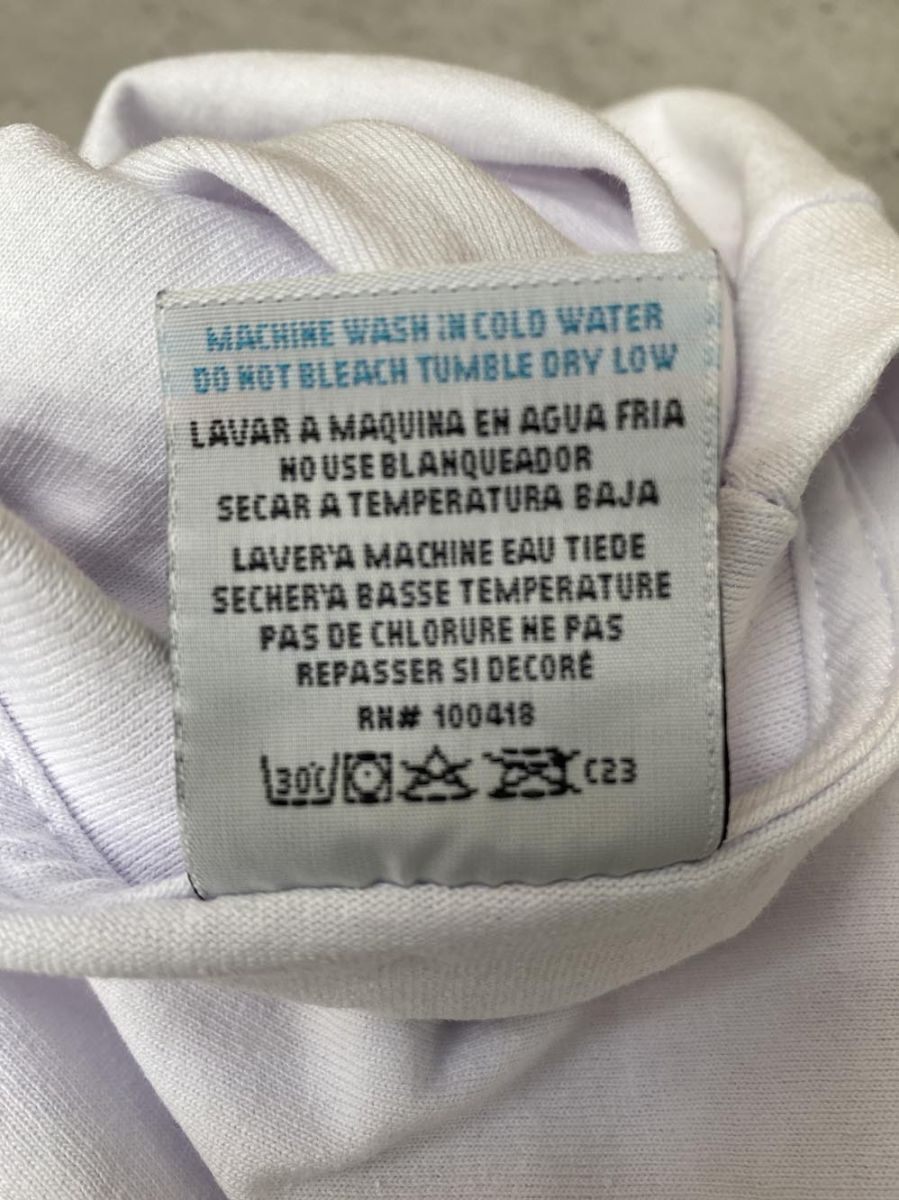 MACHINE WASH IN COLD WATER
DO NOT BLEACH TUMBLE DRY LOW
LAVAR A MAQUINA EN AGUA FRIA
NO USE BLANQUEADOR
SECAR A TEMPERATURA BAJA
LAVER'A MACHINE EAU TIEDE
SECHER'A BASSE TEMPERATURE
PAS DE CHLORURE NE PAS
REPASSER SI DECORÉ
RN# 100418
30°C C23